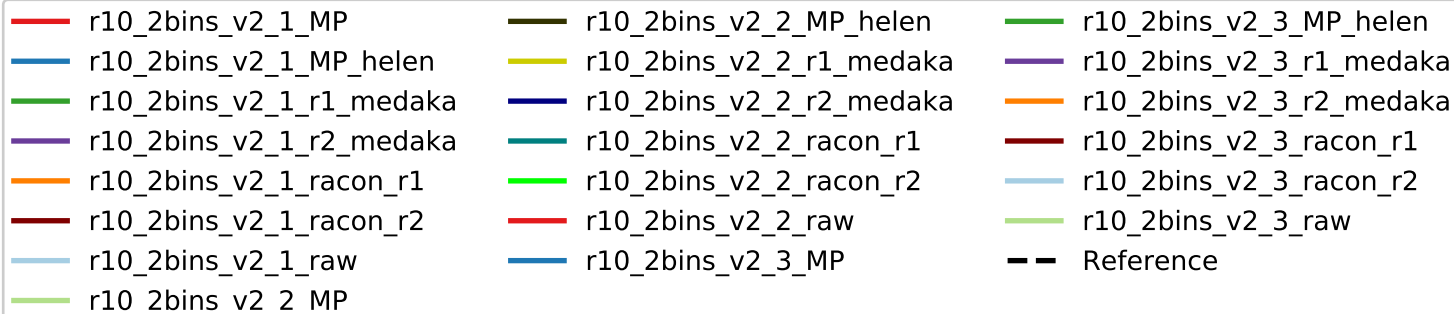 r10_2bins_v2_1_MP
r10_2bins_v2_1_MP_helen
r10_2bins_v2_1_r1_medaka
r10_2bins_v2_1_r2_medaka
r10_2bins_v2_1_racon_r1
r10_2bins_v2_1_racon_r2
r10_2bins_v2_1_raw
r10_2bins_v2_2_MP
r10_2bins_v2_2_MP_helen
r10_2bins_v2_2_r1_medaka
r10_2bins_v2_2_r2_medaka
r10_2bins_v2_2_racon_r1
r10_2bins_v2_2_racon_r2
r10_2bins_v2_2_raw
r10_2bins_v2_3_MP
r10_2bins_v2_3_MP_helen
r10_2bins_v2_3_r1_medaka
r10_2bins_v2_3_r2_medaka
r10_2bins_v2_3_racon_r1
r10_2bins_v2_3_racon_r2
r10_2bins_v2_3_raw
Reference